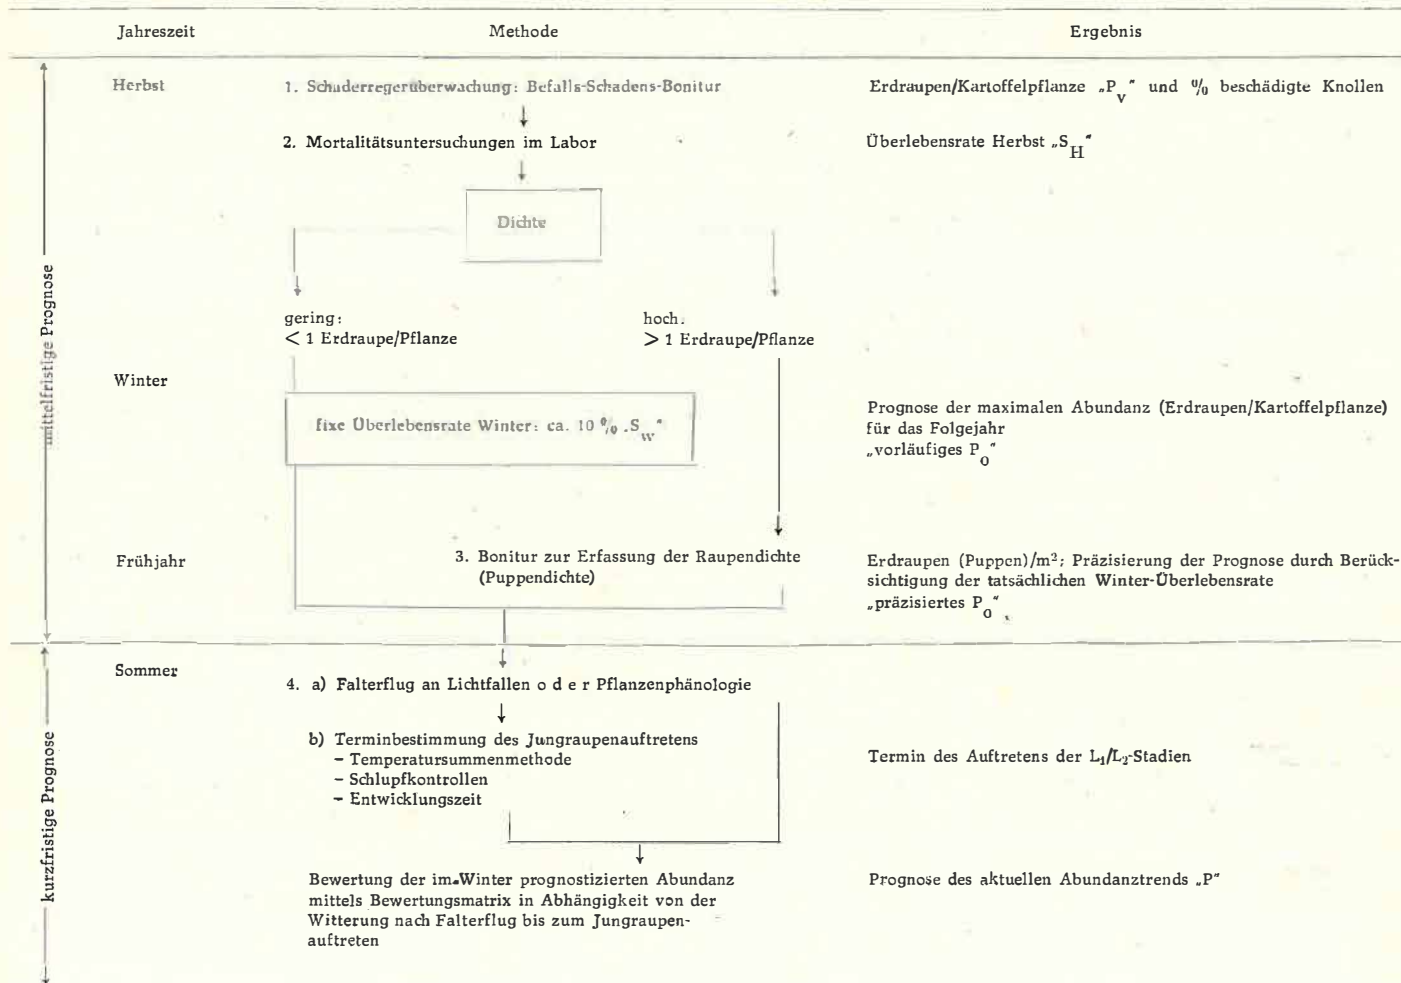 Jahreszeit Methode Ergebnis
mittelfristige Prognose
Herbst 1. Schaderregerüberwachung: Befalls-Schadens-Bonitur Erdraupen/Kartoffelpflanze „Pv" und % beschädigte Knollen
2. Mortalitätsuntersuchungen im Labor Überlebensrate Herbst „SH"
Dichte
gering: hoch:
< 1 Erdraupe/Pflanze > 1 Erdraupe/Pflanze
Winter
fixe Überlebensrate Winter: ca. 10 % „Sw"
Prognose der maximalen Abundanz (Erdraupen/Kartoffelpflanze)
für das Folgejahr
„vorläufiges Po"
Frühjahr 3. Bonitur zur Erfassung der Raupendichte Erdraupen (Puppen)/m²; Präzisierung der Prognose durch Berück-
(Puppendichte) sichtigung der tatsächlichen Winter-Überlebensrate
„präzisiertes Po"
kurzfristige Prognose
Sommer
4. a) Falterflug an Lichtfallen o d e r Pflanzenphänologie
b) Terminbestimmung des Jungraupenauftretens
– Temperatursummenmethode Termin des Auftretens der L1/L2-Stadien
– Schlupfkontrollen
– Entwicklungszeit
Bewertung der im Winter prognostizierten Abundanz Prognose des aktuellen Abundanztrends „P"
mittels Bewertungsmatrix in Abhängigkeit von der
Witterung nach Falterflug bis zum Jungraupen-
auftreten